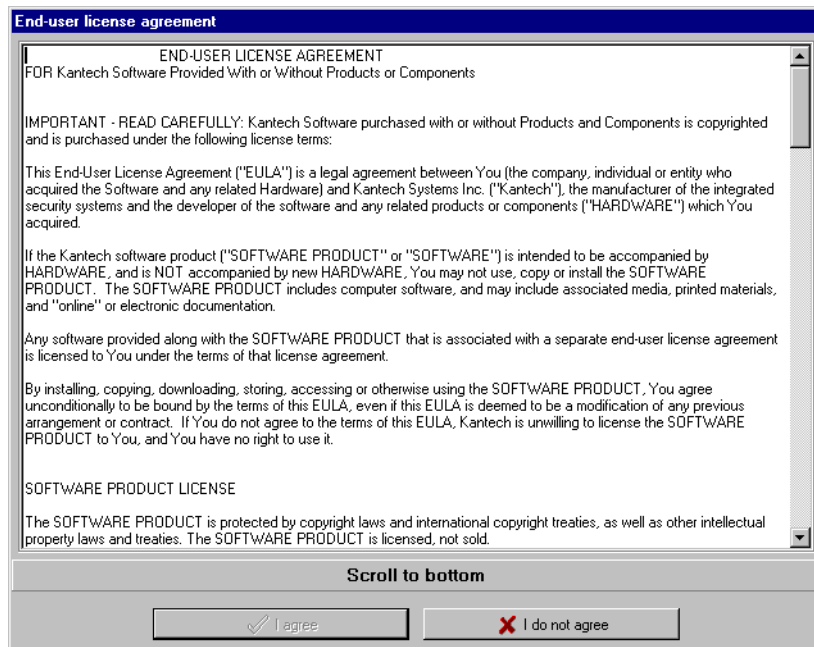 End-user license agreement
END-USER LICENSE AGREEMENT
FOR Kantech Software Provided With or Without Products or Components
IMPORTANT - READ CAREFULLY: Kantech Software purchased with or without Products and Components is copyrighted
and is purchased under the following license terms:
This End-User License Agreement ("EULA") is a legal agreement between You (the company, individual or entity who
acquired the Software and any related Hardware) and Kantech Systems Inc. ("Kantech"), the manufacturer of the integrated
security systems and the developer of the software and any related products or components ("HARDWARE") which You
acquired.
If the Kantech software product ("SOFTWARE PRODUCT" or "SOFTWARE") is intended to be accompanied by
HARDWARE, and is NOT accompanied by new HARDWARE, You may not use, copy or install the SOFTWARE
PRODUCT.  The SOFTWARE PRODUCT includes computer software, and may include associated media, printed materials,
and "online" or electronic documentation.
Any software provided along with the SOFTWARE PRODUCT that is associated with a separate end-user license agreement
is licensed to You under the terms of that license agreement.
By installing, copying, downloading, storing, accessing or otherwise using the SOFTWARE PRODUCT, You agree
unconditionally to be bound by the terms of this EULA, even if this EULA is deemed to be a modification of any previous
arrangement or contract.  If You do not agree to the terms of this EULA, Kantech is unwilling to license the SOFTWARE
PRODUCT to You, and You have no right to use it.
SOFTWARE PRODUCT LICENSE
The SOFTWARE PRODUCT is protected by copyright laws and international copyright treaties, as well as other intellectual
property laws and treaties. The SOFTWARE PRODUCT is licensed, not sold.
Scroll to bottom
I agree
I do not agree